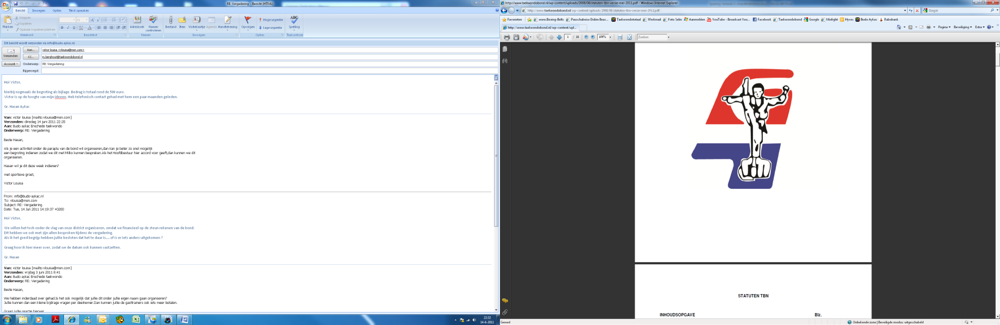 RE: Vergadering - Bericht (HTML)
Bericht Invoegen Opties Tekst opmaken
Plakken
Knippen
Kopiëren
Opmaak kopiëren/plakken
Klembord
Basistekst
Adresboek
Namen controleren
Namen
Bestand Item Visitekaartje Agenda Handtekening
Invoegen
Opvolgen
Hoge urgentie
Lage urgentie
Opties
Spelling
Taalcontrole
Dit bericht wordt verzonden via info@budo-aykac.nl.
Verzenden
Account
Aan... victor louisa <vlouisa@msn.com>
CC... m.berghout@taekwondobond.nl
Onderwerp: RE: Vergadering
Bijgevoegd:
Hoi Victor,
hierbij nogmaals de begroting als bijlage. Bedrag is totaal rond de 500 euro.
Victor is op de hoogte van mijn ideeen. Heb telefonisch contact gehad met hem een paar maanden geleden.
Gr. Hasan Aykac
Van: victor louisa [mailto:vlouisa@msn.com]
Verzonden: dinsdag 14 juni 2011 22:20
Aan: Budo aykac Enschede taekwondo
Onderwerp: RE: Vergadering
Beste Hasan,
Als je een activiteit onder de paraplu van de bond wil organiseren,dan kan je beter zo snel mogelijk
een begroting indienen zodat we dit met Milko kunnen bespreken.Als het Hoofdbestuur hier accord voor geeft,dan kunnen we dit
organiseren.
Hasan wil je dit deze week indienen?
met sportieve groet,
Victor Louisa
From: info@budo-aykac.nl
To: vlouisa@msn.com
Subject: RE: Vergadering
Date: Tue, 14 Jun 2011 14:19:37 +0200
Hoi Victor,
We willen het toch onder de vlag van onze district organiseren, omdat we financieel op de steun rekenen van de bond.
Dit hebben we ook met zijn allen besproken tijdens de vergadering.
Als ik het goed begrijp hebben jullie besloten dat het te duur is.....of is er iets anders uitgekomen ?
Graag hoor ik hier meer over, zodat we de datum ook kunnen vastzetten.
Gr. Hasan
Van: victor louisa [mailto:vlouisa@msn.com]
Verzonden: vrijdag 3 juni 2011 8:41
Aan: Budo aykac Enschede taekwondo
Onderwerp: RE: Vergadering
Beste Hasan,
We hebben inderdaad over gehad.Is het ook mogelijk dat jullie dit onder jullie eigen naam gaan organiseren?
Jullie kunnen dan een kleine bijdrage vragen per deelnemer.Dan kunnen jullie de gasttrainers ook iets meer betalen.
Graag jullie reactie hierover
22:32
14-6-2011
http://www.taekwondobond.nl/wp-content/uploads/2008/08/statuten-tbn-versie-mei-2011.pdf - Windows Internet Explorer
http://www.taekwondobond.nl/wp-content/uploads/2008/08/statuten-tbn-versie-mei-2011.pdf
Google
Favorieten www.Boxing-Belts Pauschalreise Didim Beac... Taekwondototaal Werkmail Foto Selin Aanmelden YouTube - Broadcast You... Facebook Taekwondobond Google Mixfight Hyves Budo Aykac Rabobank
http://www.taekwondobond.nl/wp-content/upl...
Pagina Beveiliging Extra
1 / 16 100% Zoeken
STATUTEN TBN
INHOUDSOPGAVE Blz.
Gereed
Onbekende zone | Beveiligde modus: uitgeschakeld